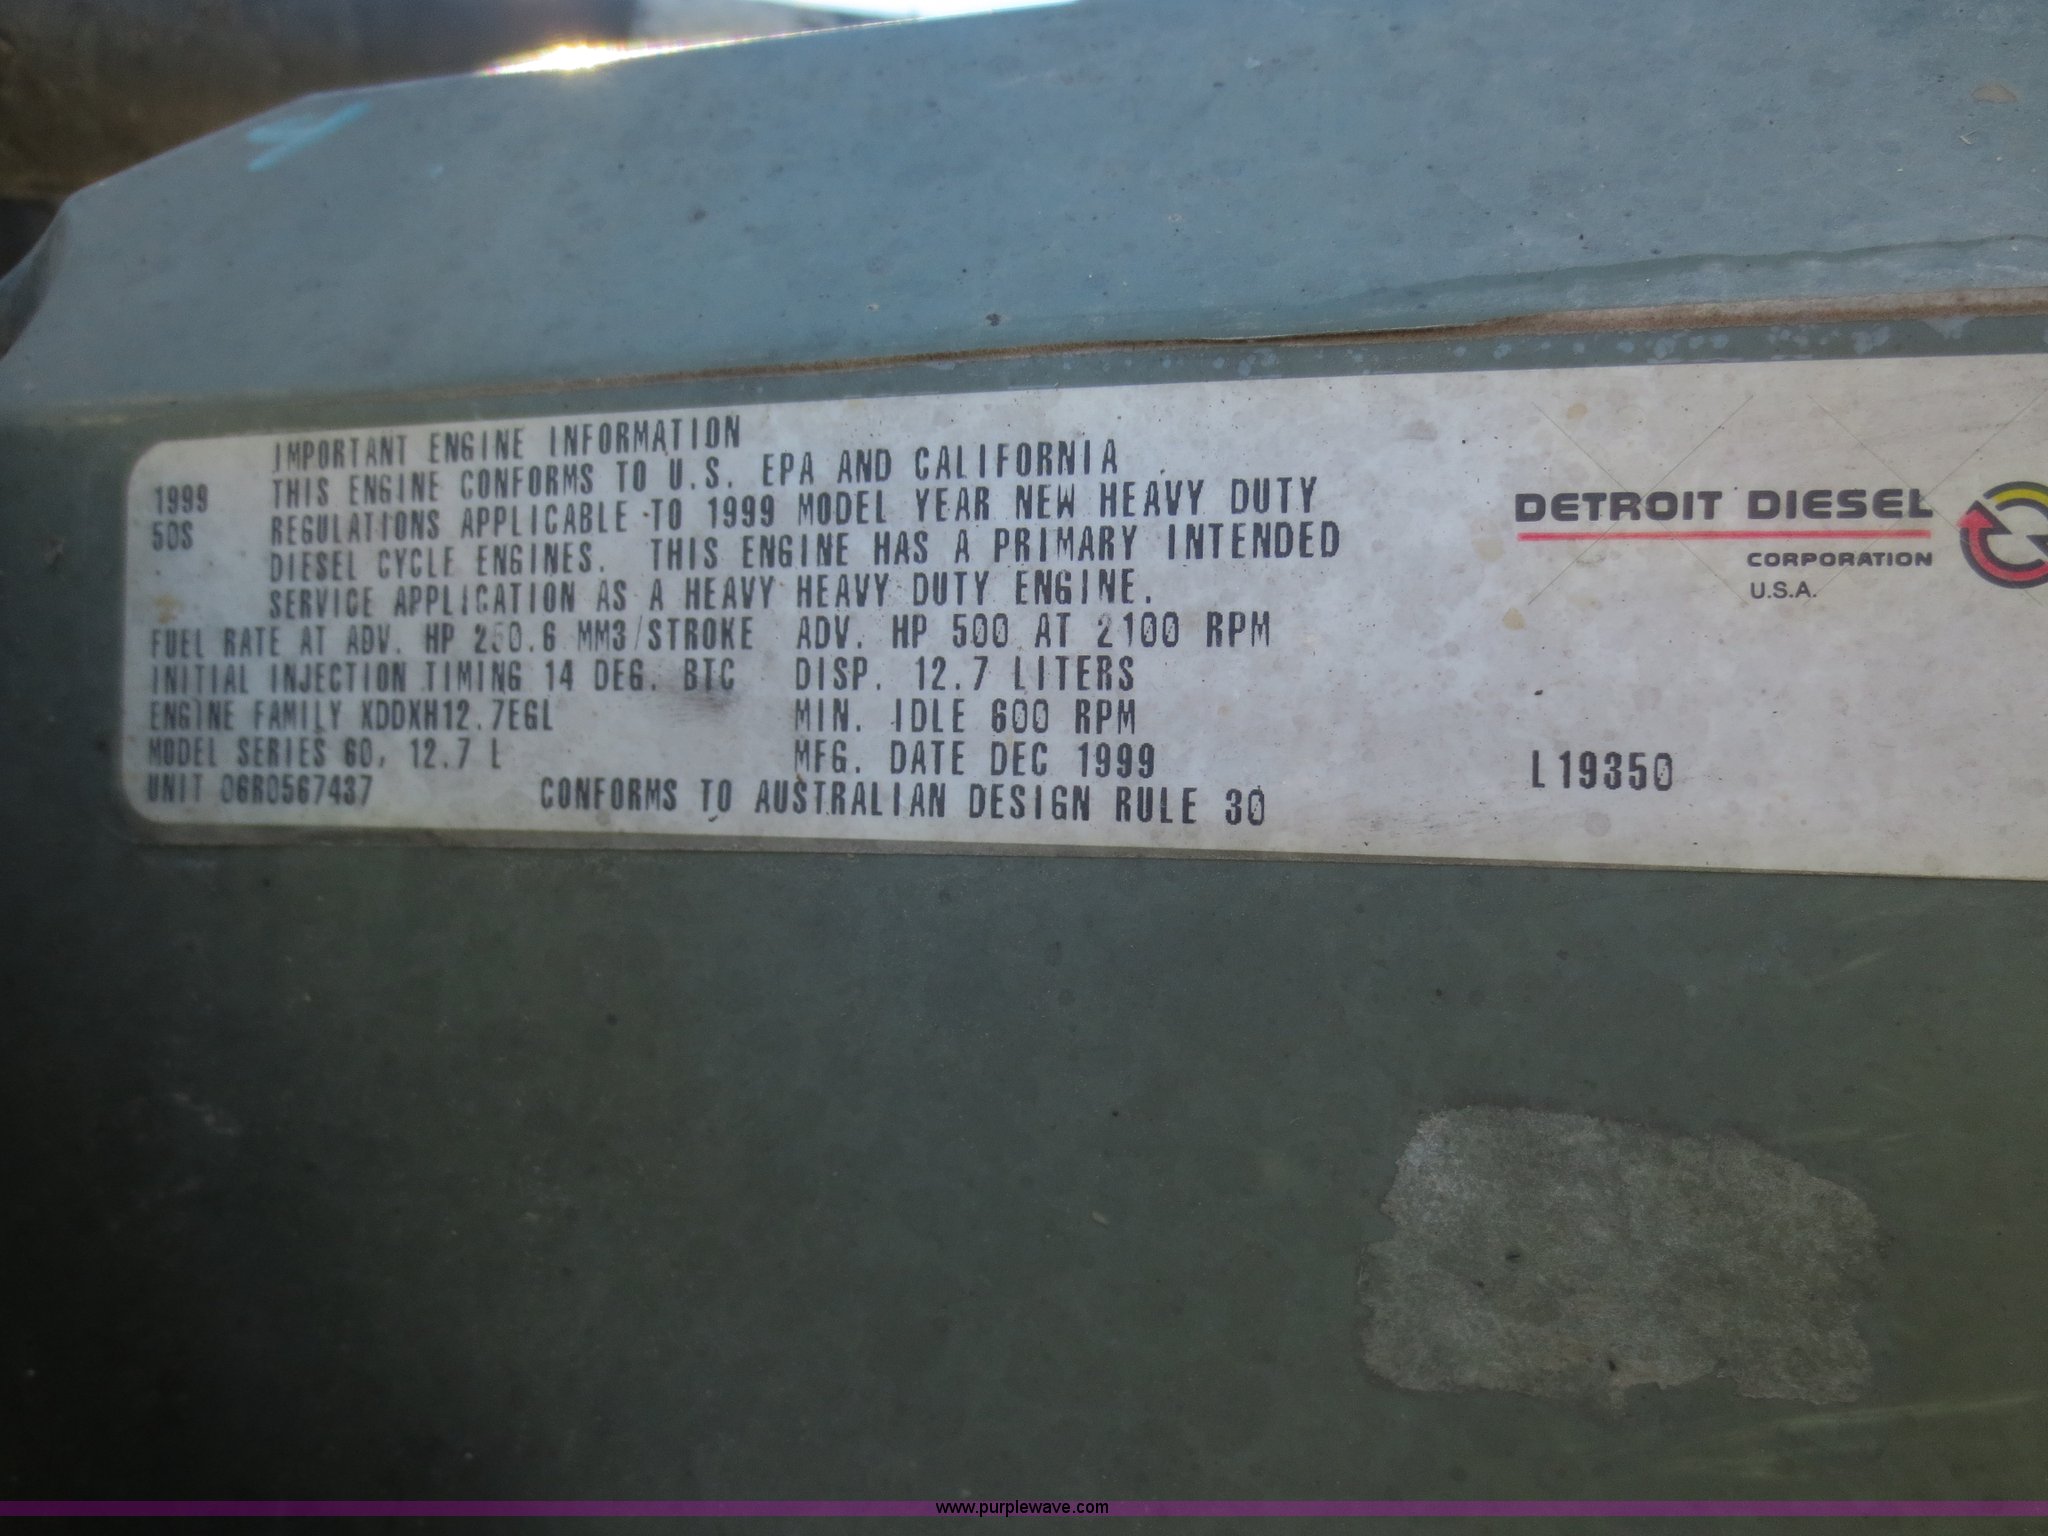 IMPORTANT ENGINE INFORMATION
1999 THIS ENGINE CONFORMS TO U.S. EPA AND CALIFORNIA
50S REGULATIONS APPLICABLE TO 1999 MODEL YEAR NEW HEAVY DUTY
DIESEL CYCLE ENGINES. THIS ENGINE HAS A PRIMARY INTENDED
SERVICE APPLICATION AS A HEAVY HEAVY DUTY ENGINE.
FUEL RATE AT ADV. HP 260.6 MM3/STROKE ADV. HP 500 AT 2100 RPM
INITIAL INJECTION TIMING 14 DEG. BTC DISP. 12.7 LITERS
ENGINE FAMILY XDDXH12.7EGL MIN. IDLE 600 RPM
MODEL SERIES 60, 12.7 L MFG. DATE DEC 1999
UNIT 06R0567437 CONFORMS TO AUSTRALIAN DESIGN RULE 30
DETROIT DIESEL
CORPORATION
U.S.A.
L19350
www.purplewave.com